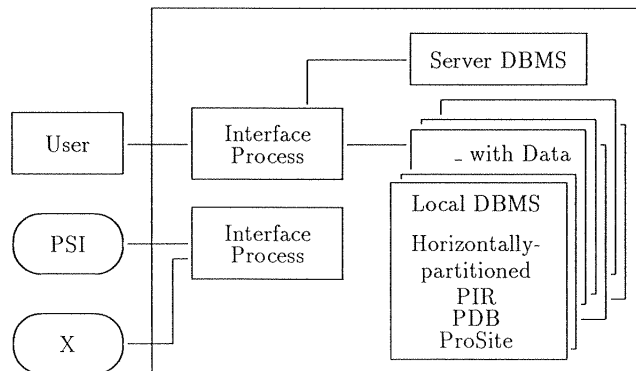 Server DBMS
User
Interface
Process
_ with Data
Local DBMS
PSI
Interface
Process
Horizontally-
partitioned
PIR
PDB
ProSite
X